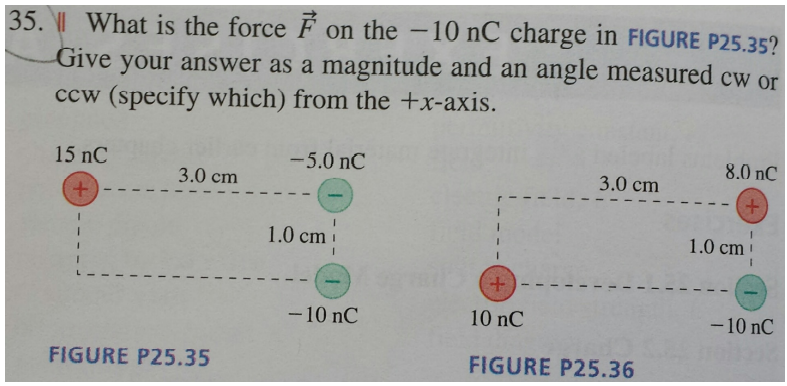 35. || What is the force F⃗ on the −10 nC charge in FIGURE P25.35?
Give your answer as a magnitude and an angle measured cw or
ccw (specify which) from the +x-axis.
15 nC
3.0 cm
−5.0 nC
+
−
1.0 cm
−
−10 nC
FIGURE P25.35
3.0 cm
8.0 nC
+
1.0 cm
+
−
10 nC
−10 nC
FIGURE P25.36